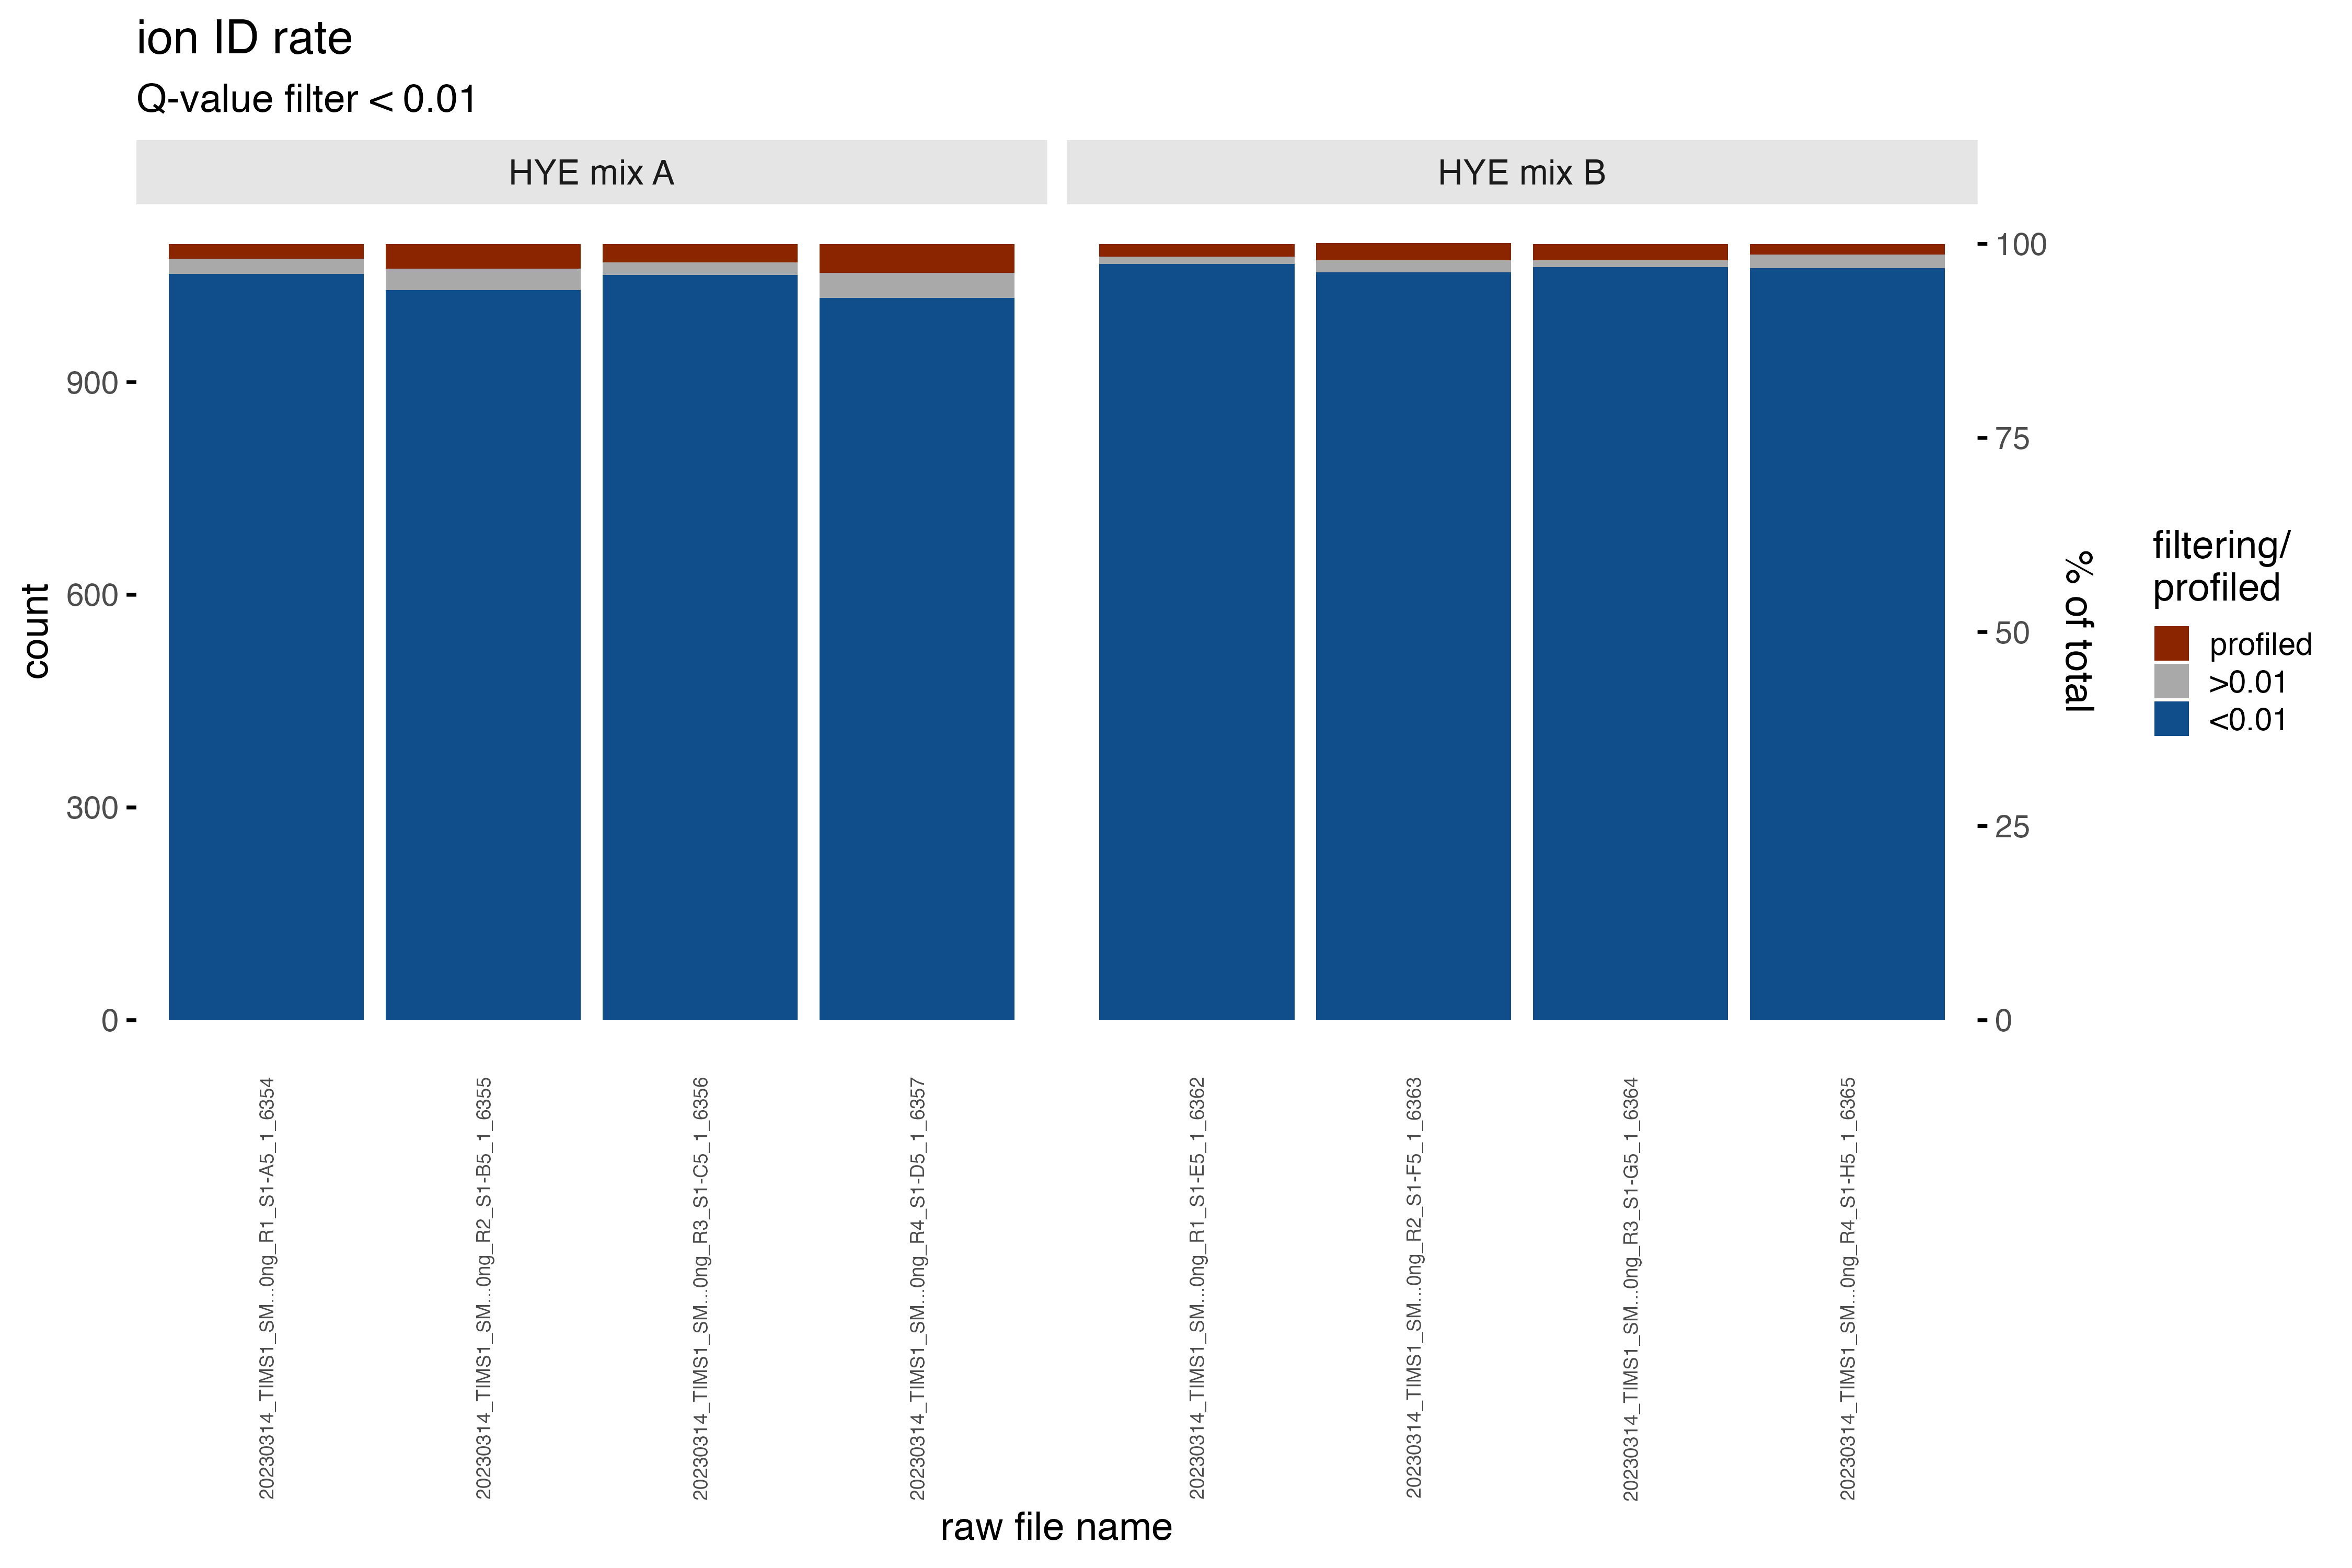 ion ID rate
Q-value filter < 0.01
HYE mix A
HYE mix B
count
900
600
300
0
100
75
50
25
0
% of total
filtering/
profiled
profiled
>0.01
<0.01
20230314_TIMS1_SM...0ng_R1_S1-A5_1_6354
20230314_TIMS1_SM...0ng_R2_S1-B5_1_6355
20230314_TIMS1_SM...0ng_R3_S1-C5_1_6356
20230314_TIMS1_SM...0ng_R4_S1-D5_1_6357
20230314_TIMS1_SM...0ng_R1_S1-E5_1_6362
20230314_TIMS1_SM...0ng_R2_S1-F5_1_6363
20230314_TIMS1_SM...0ng_R3_S1-G5_1_6364
20230314_TIMS1_SM...0ng_R4_S1-H5_1_6365
raw file name